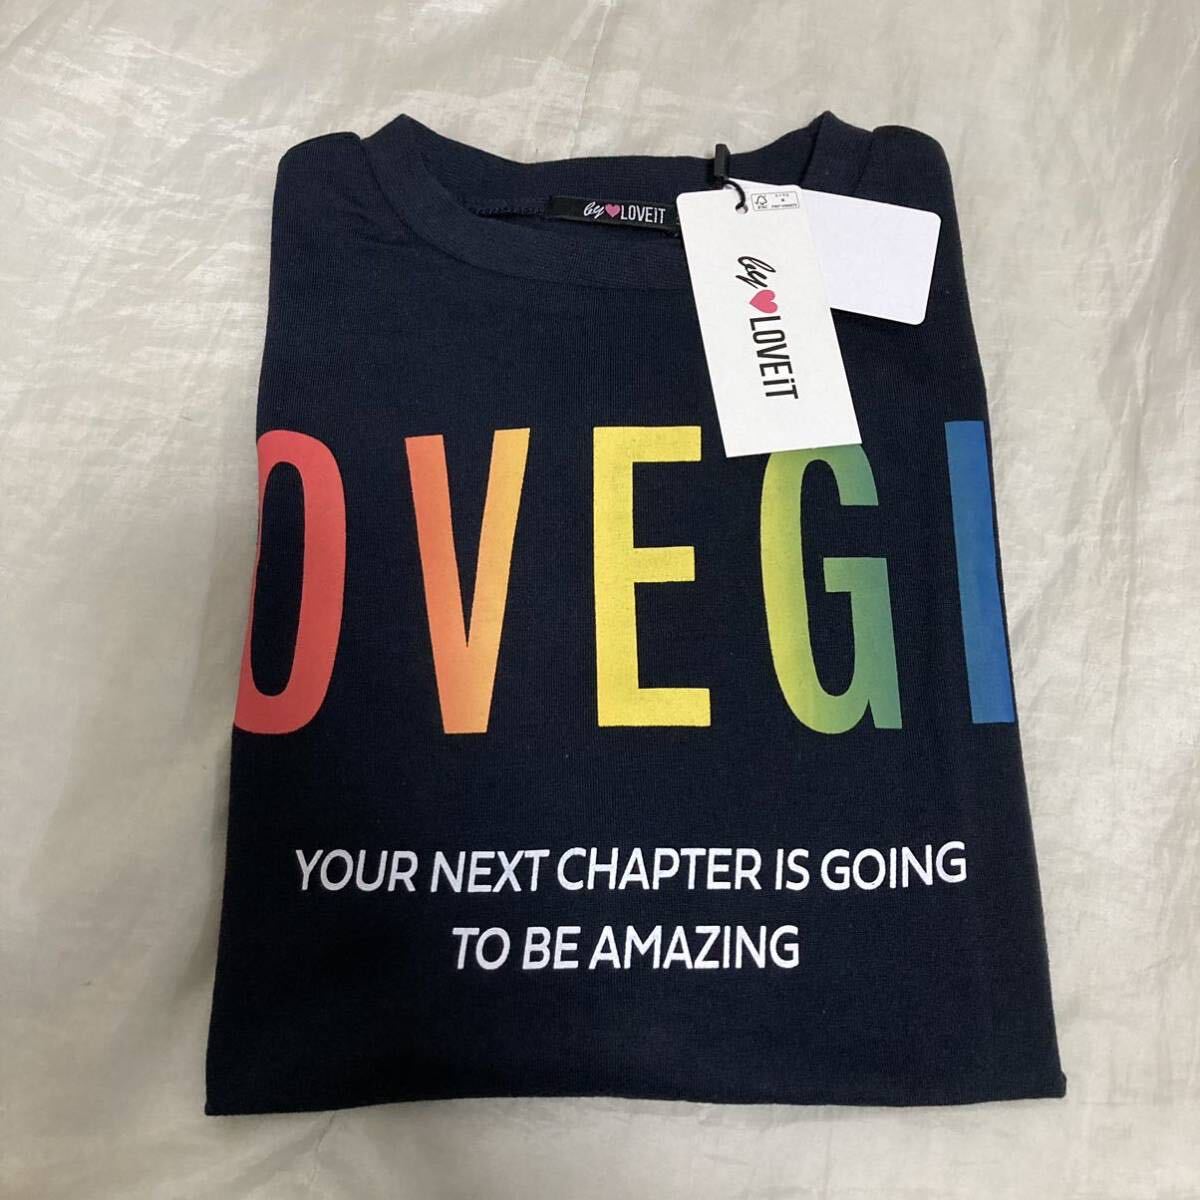 by LOVEiT
by LOVEiT
OVEGI
YOUR NEXT CHAPTER IS GOING
TO BE AMAZING